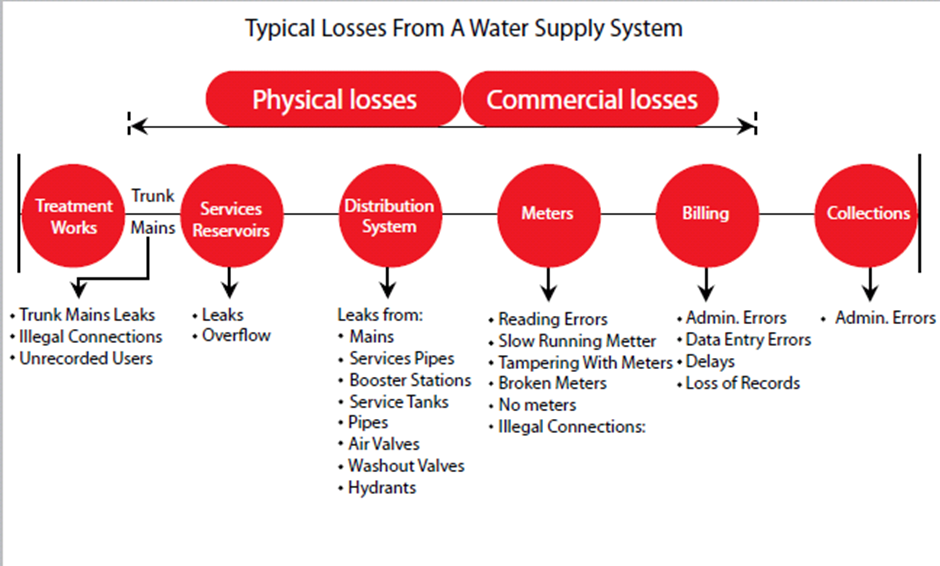 Typical Losses From A Water Supply System
Physical losses
Commercial losses
Treatment
Works
Trunk
Mains
Services
Reservoirs
Distribution
System
Meters
Billing
Collections
• Trunk Mains Leaks
• Illegal Connections
• Unrecorded Users
• Leaks
• Overflow
Leaks from:
• Mains
• Services Pipes
• Booster Stations
• Service Tanks
• Pipes
• Air Valves
• Washout Valves
• Hydrants
• Reading Errors
• Slow Running Metter
• Tampering With Meters
• Broken Meters
• No meters
• Illegal Connections:
• Admin. Errors
• Data Entry Errors
• Delays
• Loss of Records
• Admin. Errors